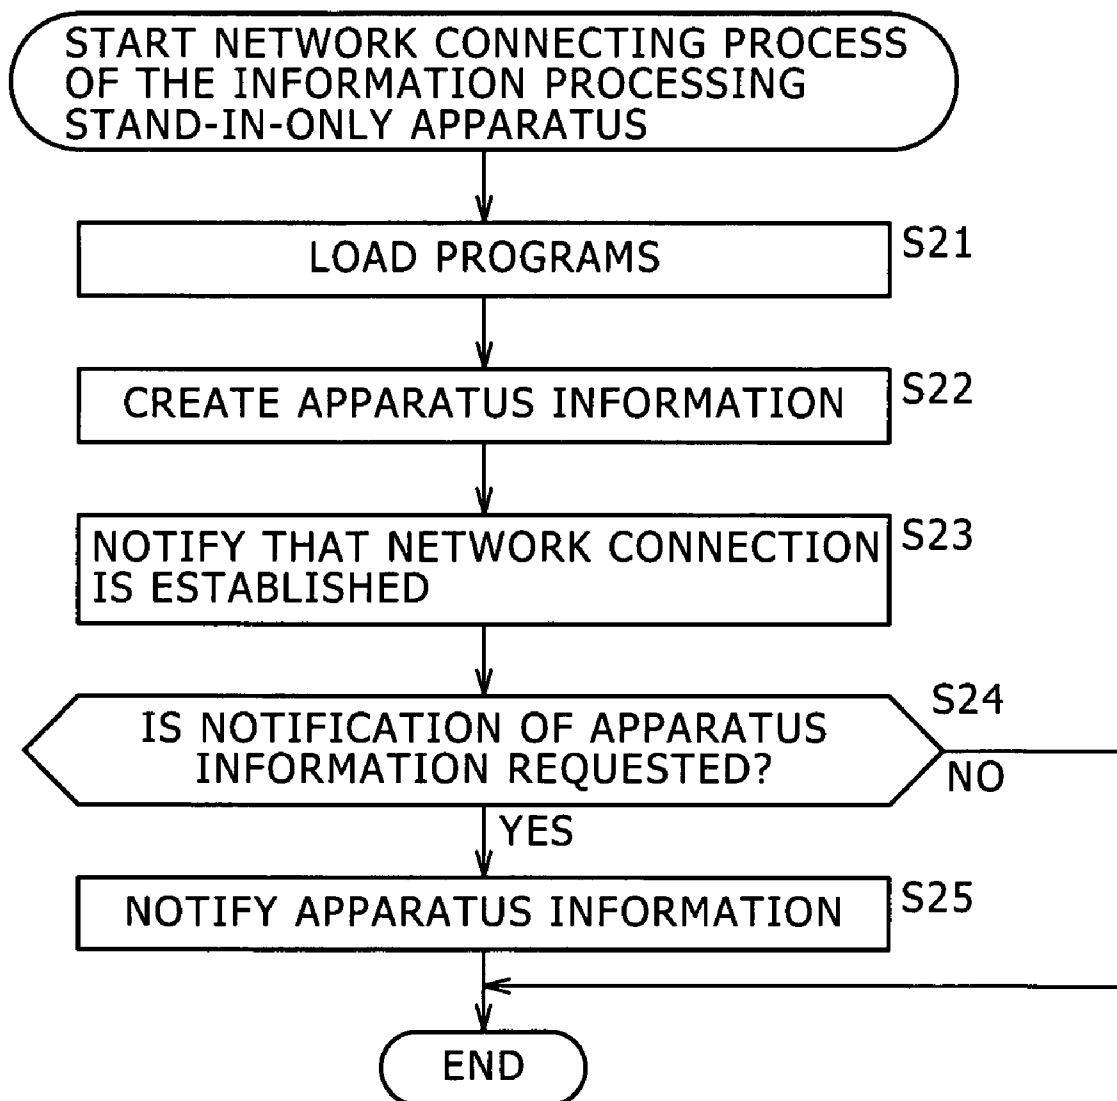 START NETWORK CONNECTING PROCESS
OF THE INFORMATION PROCESSING
STAND-IN-ONLY APPARATUS
LOAD PROGRAMS
S21
CREATE APPARATUS INFORMATION
S22
NOTIFY THAT NETWORK CONNECTION
IS ESTABLISHED
S23
IS NOTIFICATION OF APPARATUS
INFORMATION REQUESTED?
S24
NO
YES
NOTIFY APPARATUS INFORMATION
S25
END